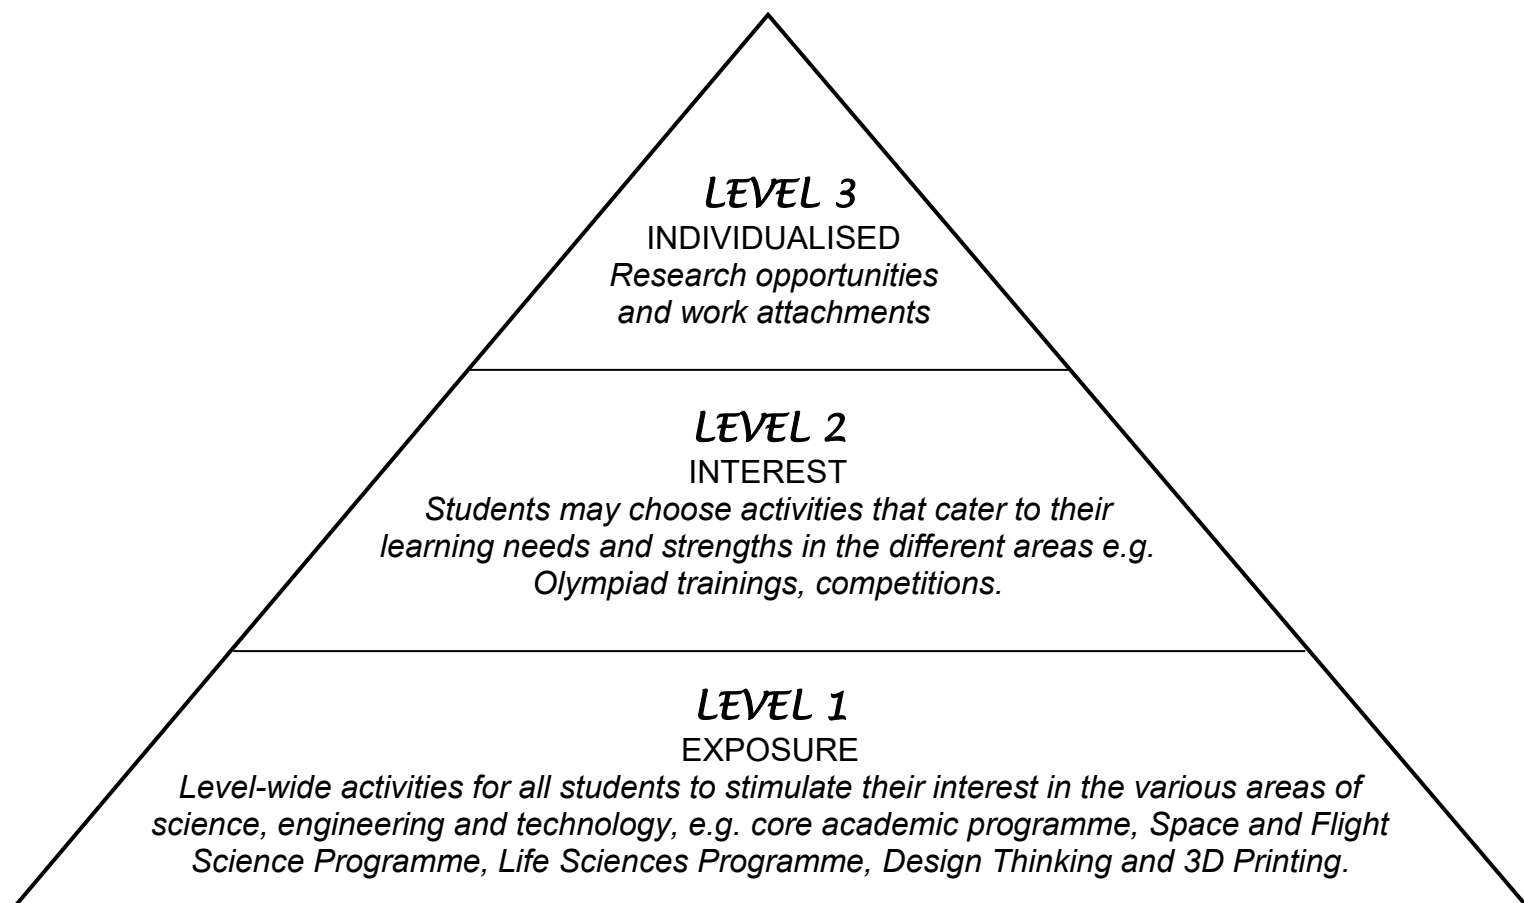 LEVEL 3
INDIVIDUALISED
Research opportunities
and work attachments
LEVEL 2
INTEREST
Students may choose activities that cater to their
learning needs and strengths in the different areas e.g.
Olympiad trainings, competitions.
LEVEL 1
EXPOSURE
Level-wide activities for all students to stimulate their interest in the various areas of
science, engineering and technology, e.g. core academic programme, Space and Flight
Science Programme, Life Sciences Programme, Design Thinking and 3D Printing.